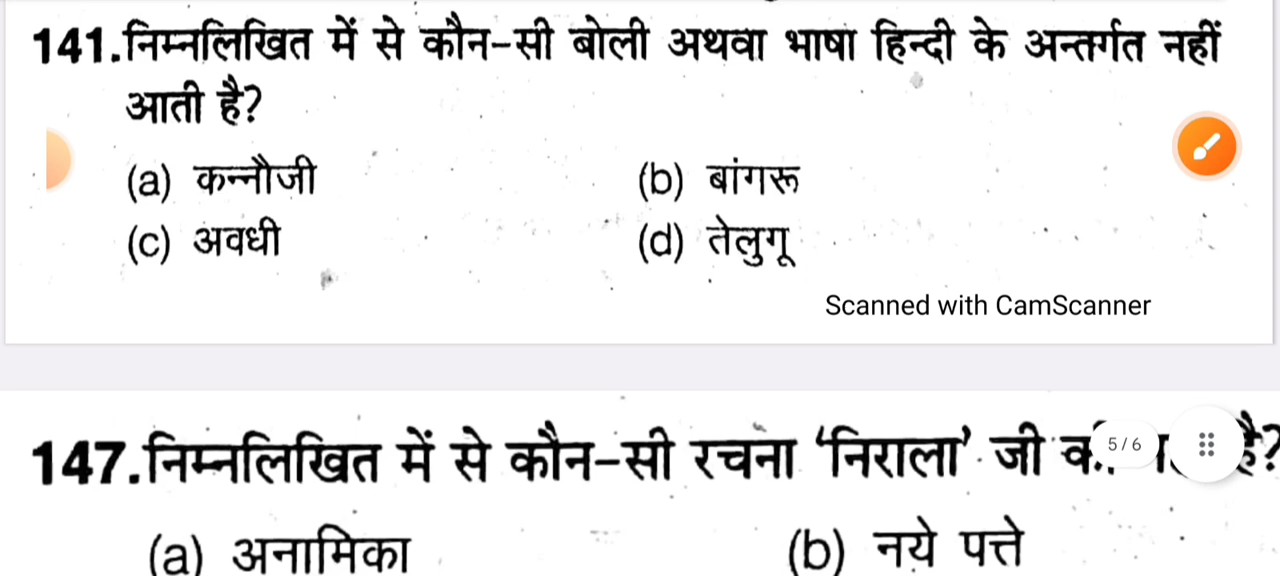 141.निम्नलिखित में से कौन-सी बोली अथवा भाषा हिन्दी के अन्तर्गत नहीं
आती है?
(a) कन्नौजी (b) बांगरू
(c) अवधी (d) तेलुगू
Scanned with CamScanner
147.निम्नलिखित में से कौन-सी रचना ‘निराला’ जी है?
5/6
(a) अनामिका (b) नये पत्ते